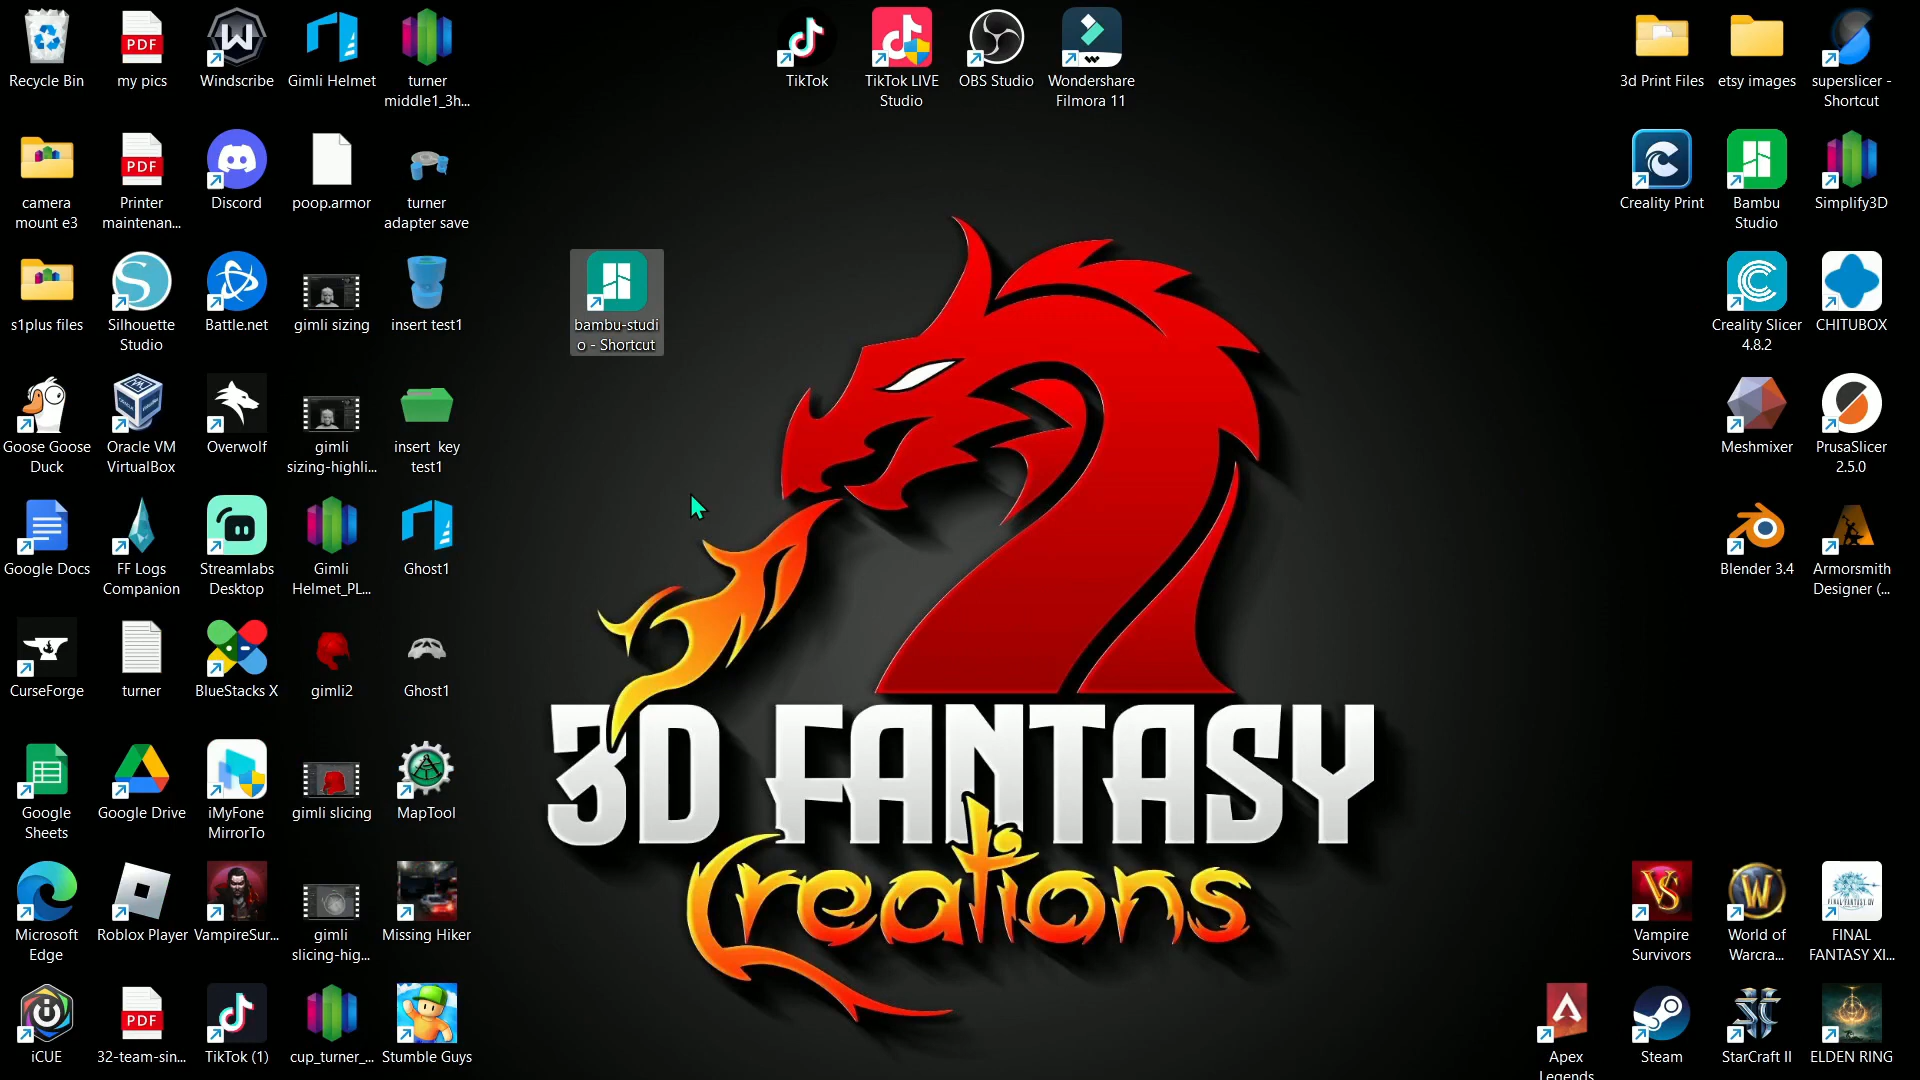 Recycle Bin
my pics
Windscribe
Gimli Helmet
turner
middle1_3h...
TikTok
TikTok LIVE
Studio
OBS Studio
Wondershare
Filmora 11
3d Print Files
etsy images
superslicer -
Shortcut
camera
mount e3
Printer
maintenan...
Discord
poop.armor
turner
adapter save
Creality Print
Bambu
Studio
Simplify3D
s1plus files
Silhouette
Studio
Battle.net
gimli sizing
insert test1
bambu-studi
o - Shortcut
Creality Slicer
4.8.2
CHITUBOX
Goose Goose
Duck
Oracle VM
VirtualBox
Overwolf
gimli
sizing-highli...
insert key
test1
Meshmixer
PrusaSlicer
2.5.0
Google Docs
FF Logs
Companion
Streamlabs
Desktop
Gimli
Helmet_PL...
Ghost1
Blender 3.4
Armorsmith
Designer (...
CurseForge
turner
BlueStacks X
gimli2
Ghost1
3D FANTASY
Creations
Google
Sheets
Google Drive
iMyFone
MirrorTo
gimli slicing
MapTool
Microsoft
Edge
Roblox Player
VampireSur...
gimli
slicing-hig...
Missing Hiker
Vampire
Survivors
World of
Warcra...
FINAL
FANTASY XI...
iCUE
32-team-sin...
TikTok (1)
cup_turner_...
Stumble Guys
Apex
Legends
Steam
StarCraft II
ELDEN RING
PDF
PDF
PDF